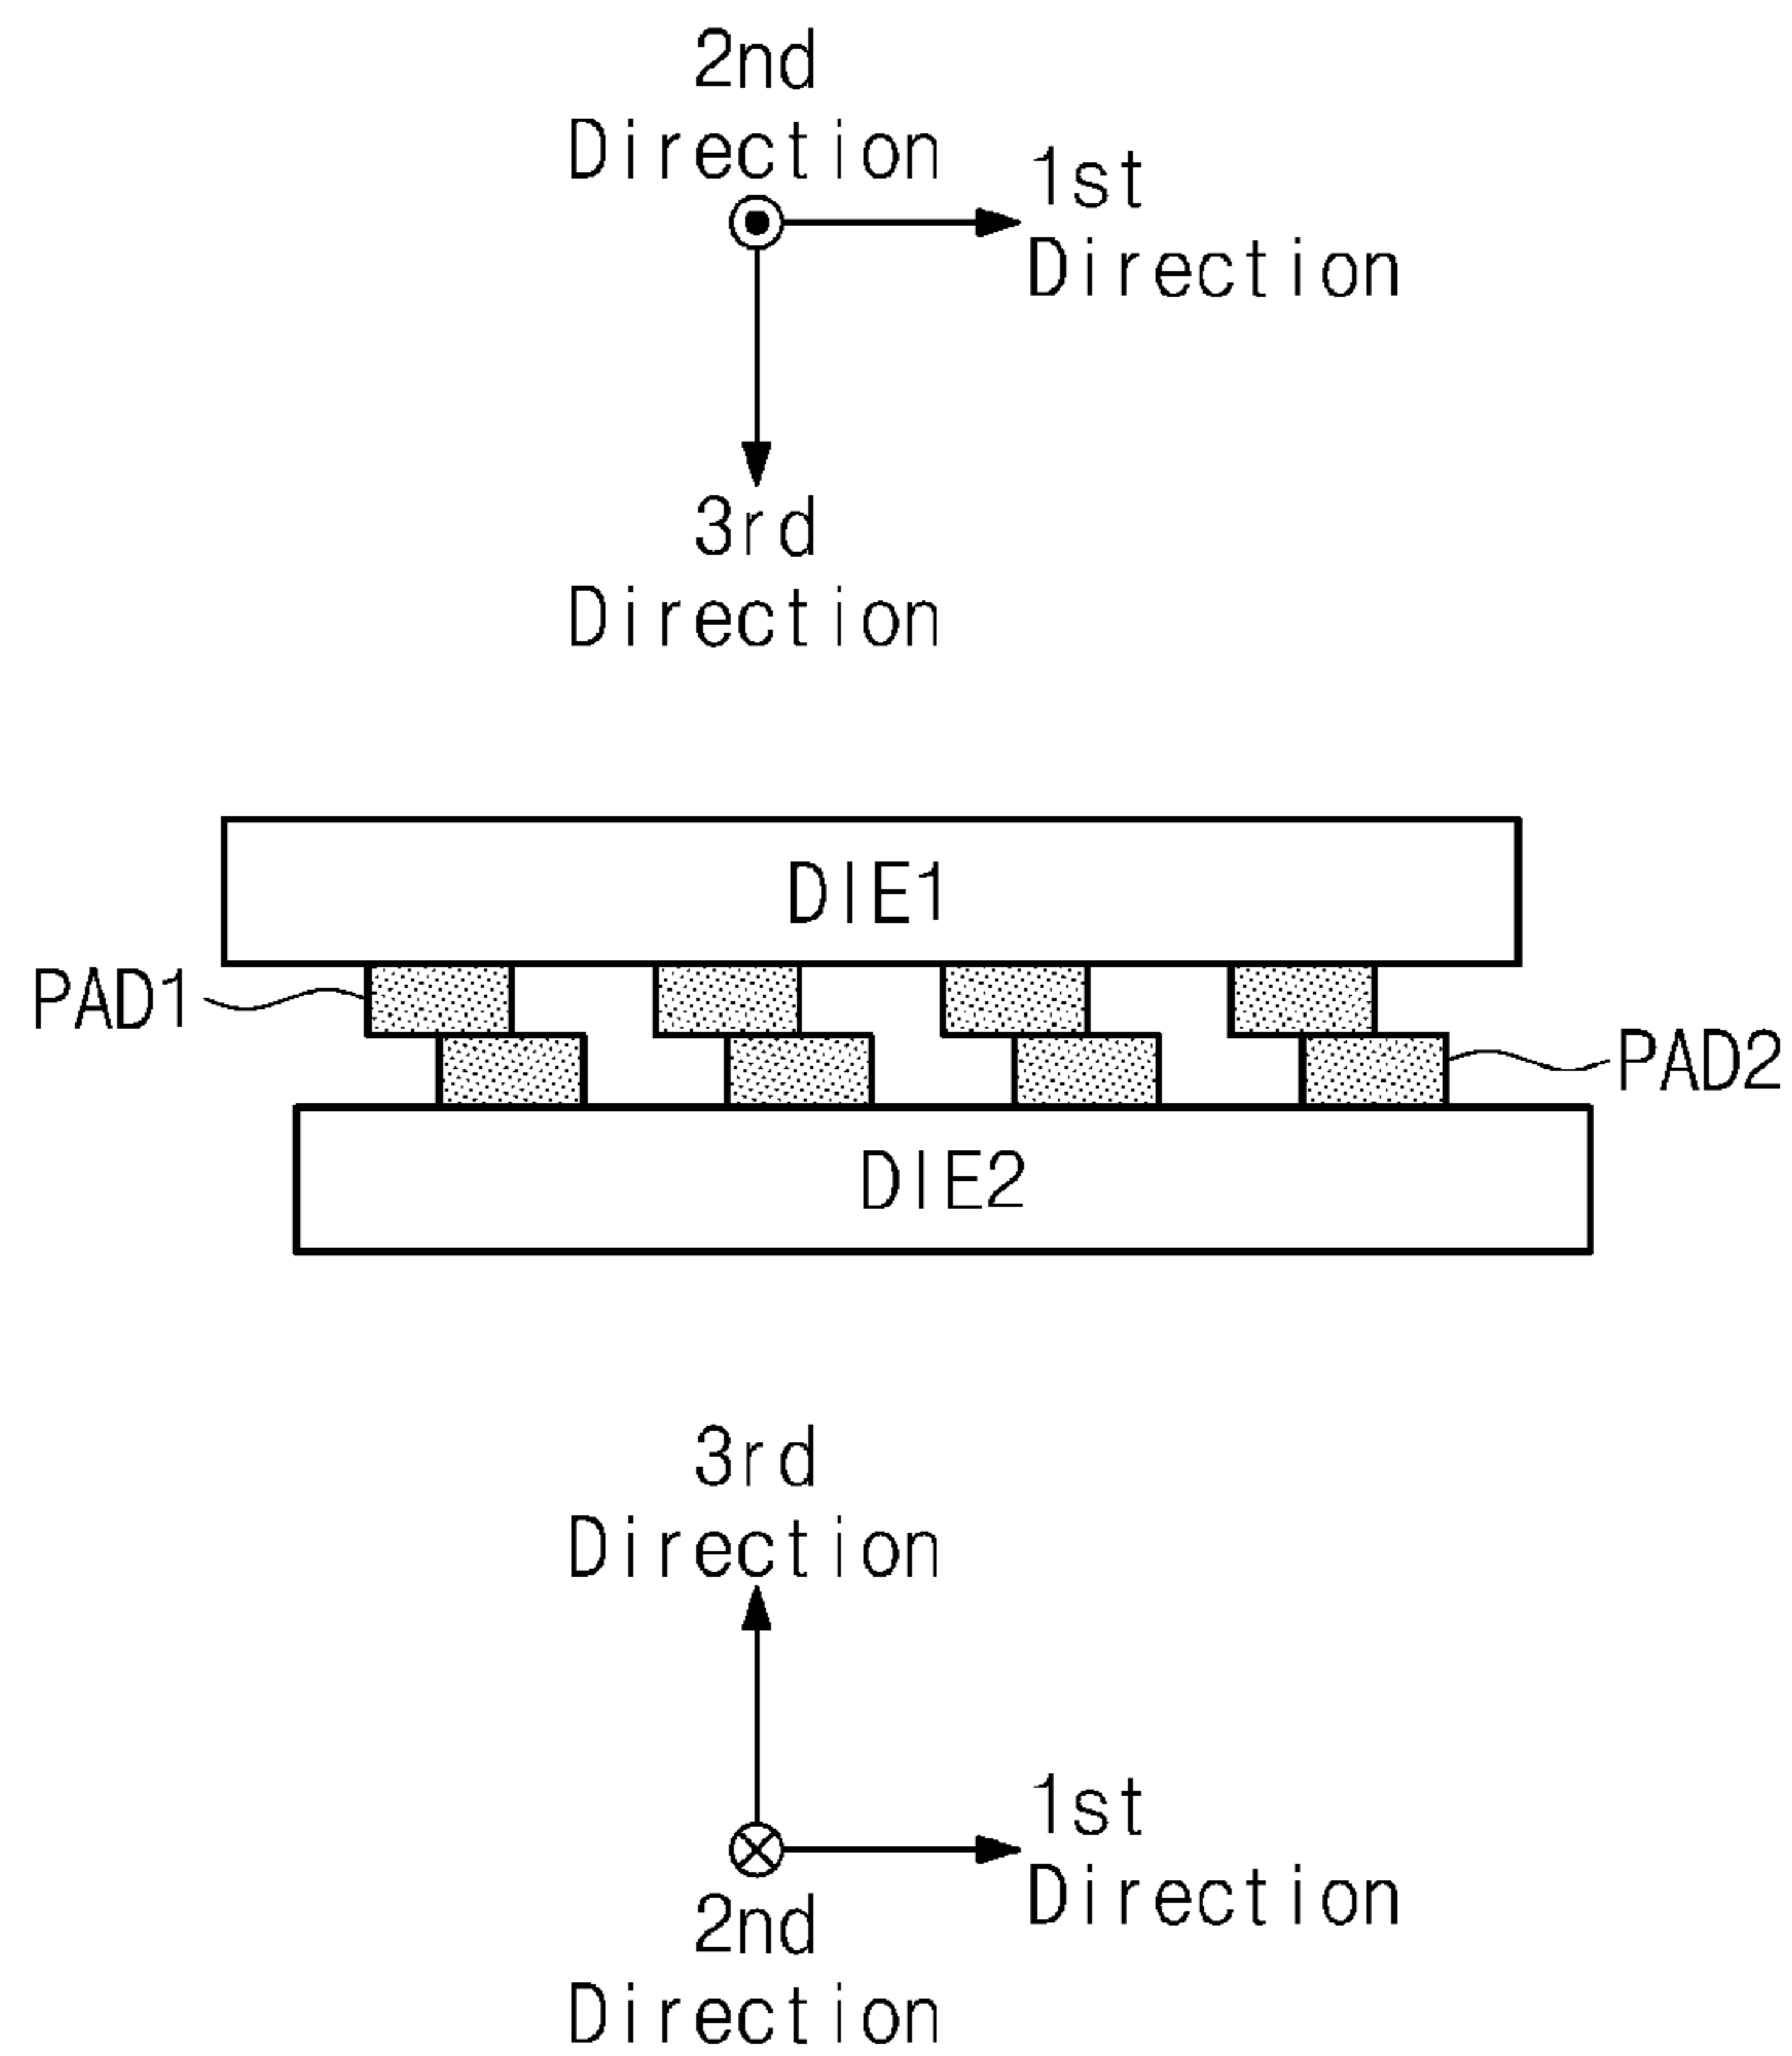 2nd
Direction
1st
Direction
3rd
Direction
DIE1
PAD1
PAD2
DIE2
3rd
Direction
1st
Direction
2nd
Direction